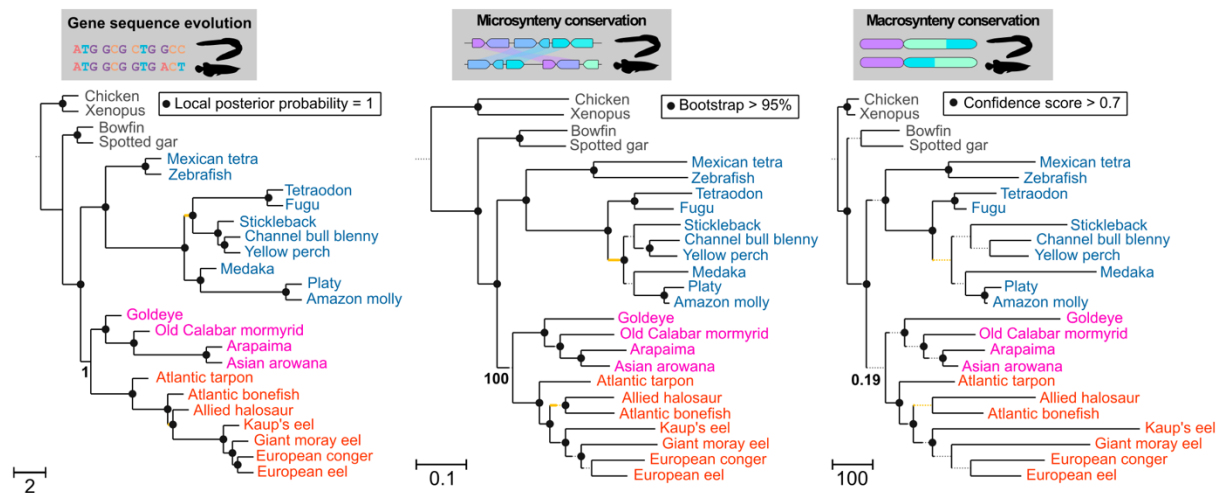 Gene sequence evolution
ATG GCG CTG GCC
ATG GCG GTG ACT
Local posterior probability = 1
Chicken
Xenopus
Bowfin
Spotted gar
Mexican tetra
Zebrafish
Tetraodon
Fugu
Stickleback
Channel bull blenny
Yellow perch
Medaka
Platy
Amazon molly
Goldeye
Old Calabar mormyrid
Arapaima
Asian arowana
1
Atlantic tarpon
Atlantic bonefish
Allied halosaur
Kaup's eel
Giant moray eel
European conger
European eel
2
Microsynteny conservation
Bootstrap > 95%
Chicken
Xenopus
Bowfin
Spotted gar
Mexican tetra
Zebrafish
Tetraodon
Fugu
Stickleback
Channel bull blenny
Yellow perch
Medaka
Platy
Amazon molly
Goldeye
Old Calabar mormyrid
Arapaima
Asian arowana
100
Atlantic tarpon
Allied halosaur
Atlantic bonefish
Kaup's eel
Giant moray eel
European conger
European eel
0.1
Macrosynteny conservation
Confidence score > 0.7
Chicken
Xenopus
Bowfin
Spotted gar
Mexican tetra
Zebrafish
Tetraodon
Fugu
Stickleback
Channel bull blenny
Yellow perch
Medaka
Platy
Amazon molly
Goldeye
Old Calabar mormyrid
Arapaima
Asian arowana
0.19
Atlantic tarpon
Allied halosaur
Atlantic bonefish
Kaup's eel
Giant moray eel
European conger
European eel
100